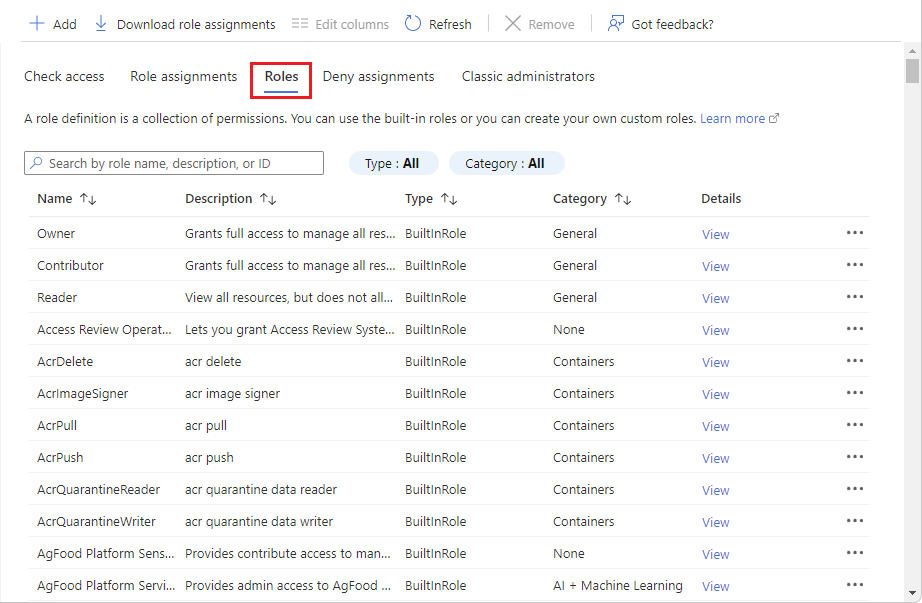 Add Download role assignments Edit columns Refresh Remove Got feedback?
Check access Role assignments Roles Deny assignments Classic administrators
A role definition is a collection of permissions. You can use the built-in roles or you can create your own custom roles. Learn more
Search by role name, description, or ID Type : All Category : All
Name ↑↓ Description ↑↓ Type ↑↓ Category ↑↓ Details
Owner Grants full access to manage all res... BuiltInRole General View ...
Contributor Grants full access to manage all res... BuiltInRole General View ...
Reader View all resources, but does not all... BuiltInRole General View ...
Access Review Operat... Lets you grant Access Review Syste... BuiltInRole None View ...
AcrDelete acr delete BuiltInRole Containers View ...
AcrImageSigner acr image signer BuiltInRole Containers View ...
AcrPull acr pull BuiltInRole Containers View ...
AcrPush acr push BuiltInRole Containers View ...
AcrQuarantineReader acr quarantine data reader BuiltInRole Containers View ...
AcrQuarantineWriter acr quarantine data writer BuiltInRole Containers View ...
AgFood Platform Sens... Provides contribute access to man... BuiltInRole None View ...
AgFood Platform Servi... Provides admin access to AgFood ... BuiltInRole AI + Machine Learning View ...